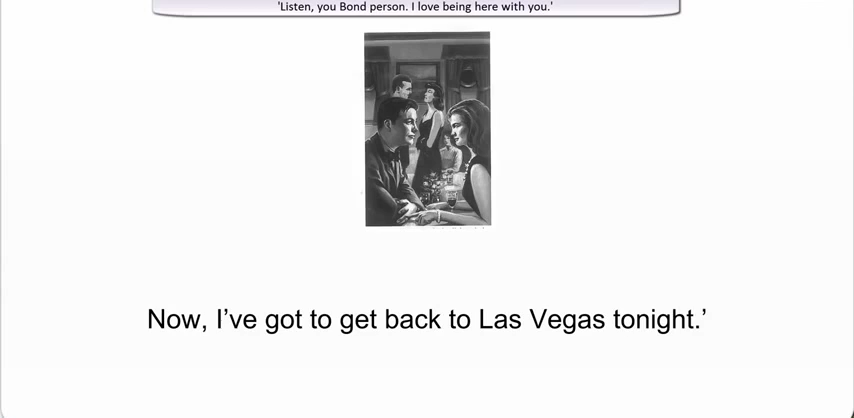 'Listen, you Bond person. I love being here with you.'
Now, I’ve got to get back to Las Vegas tonight.’